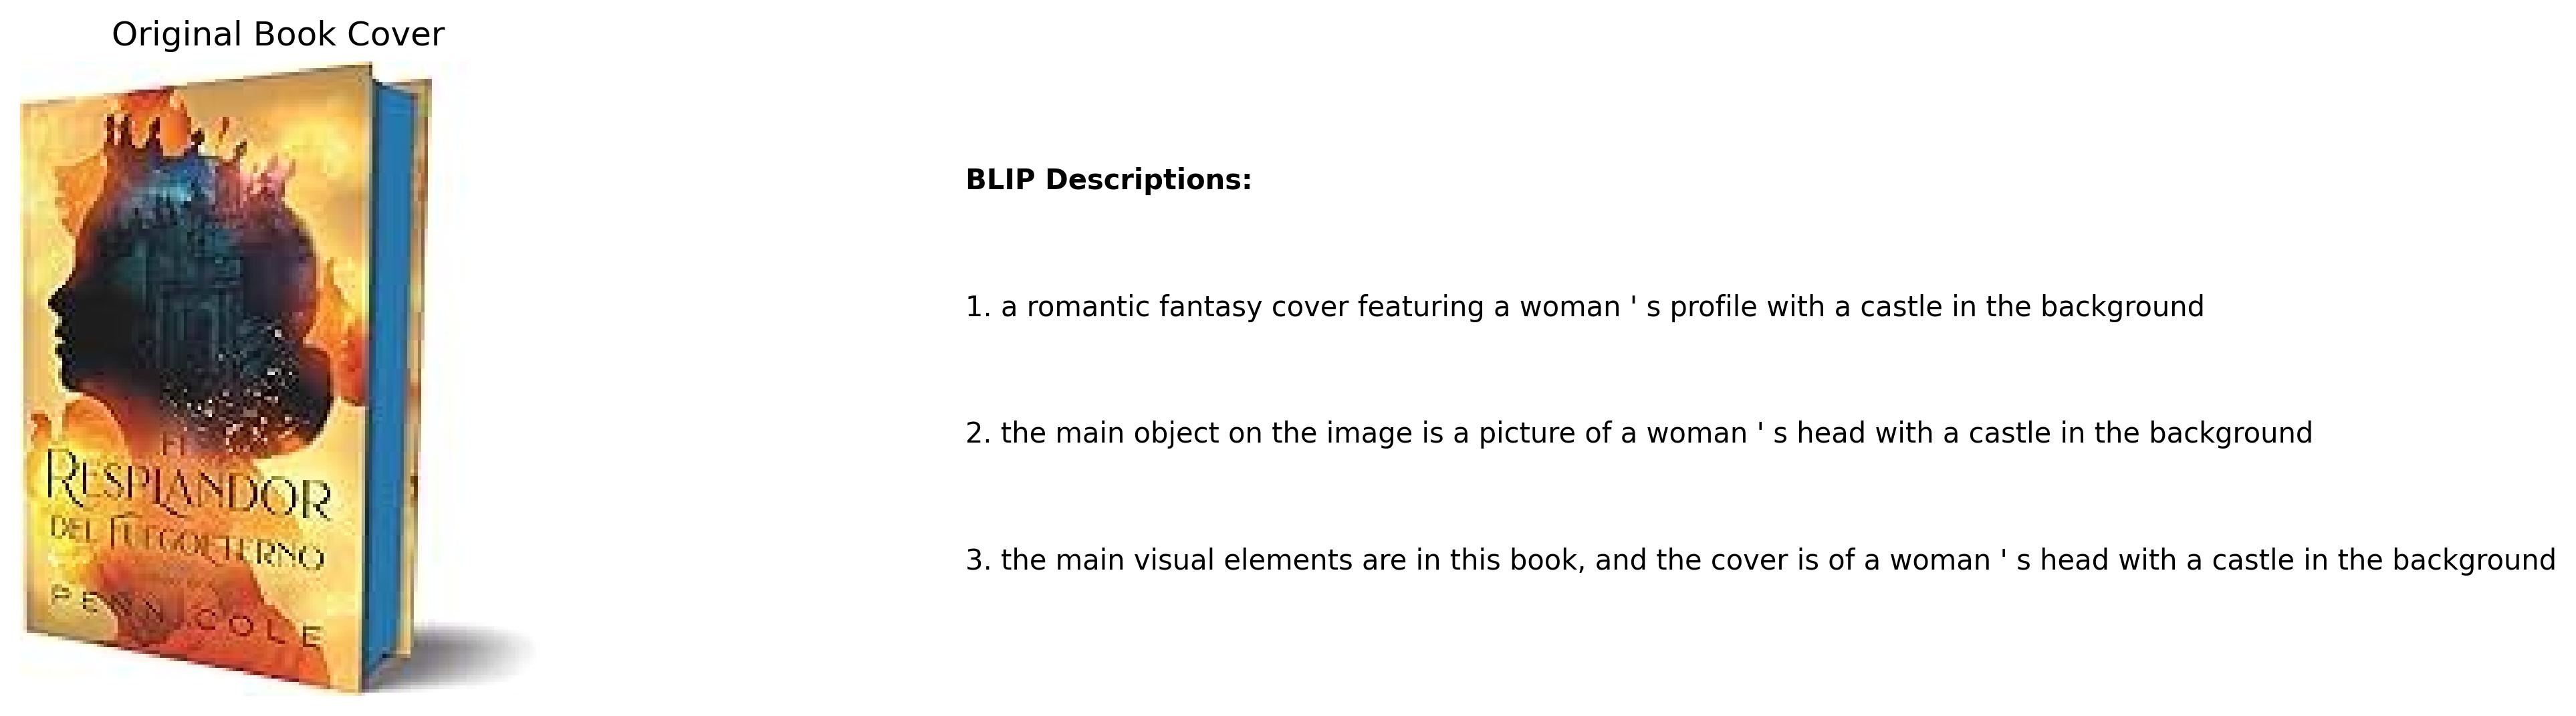 Original Book Cover
EL
RESPLANDOR
DEL FUEGOETERNO
PENN COLE
BLIP Descriptions:
1. a romantic fantasy cover featuring a woman ' s profile with a castle in the background
2. the main object on the image is a picture of a woman ' s head with a castle in the background
3. the main visual elements are in this book, and the cover is of a woman ' s head with a castle in the background